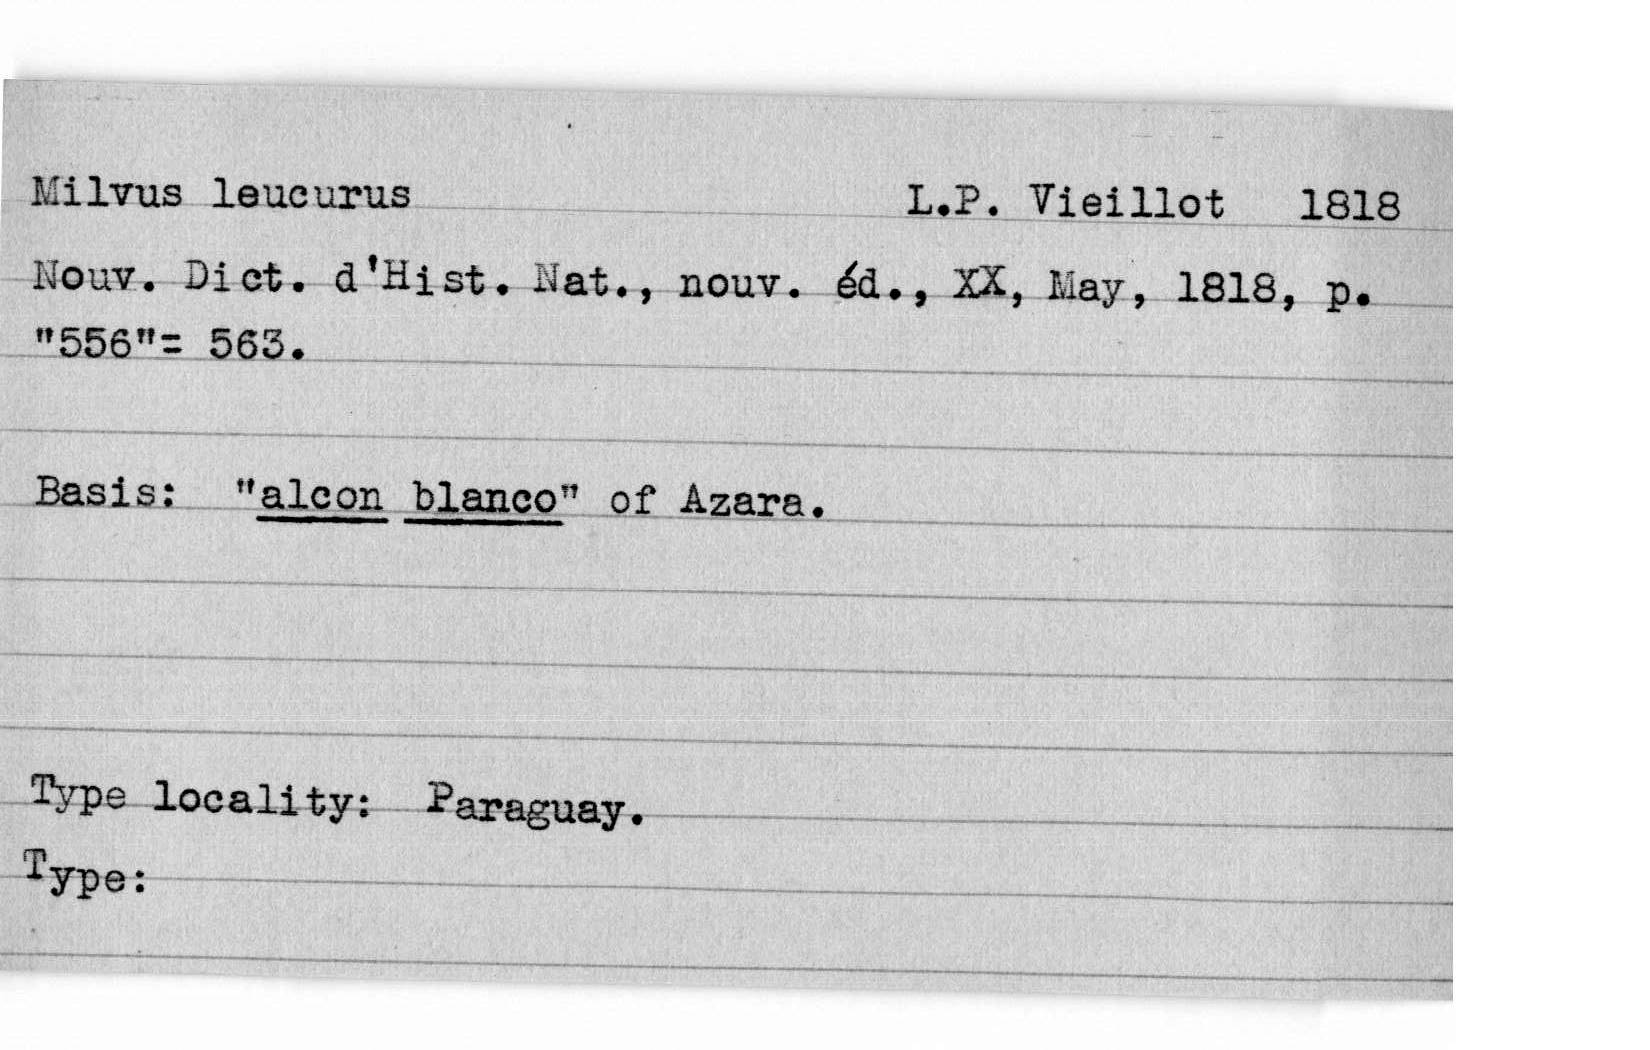 Milvus leucurus L.P. Vieillot 1818
Nouv. Dict. d'Hist. Nat., nouv. éd., XX, May, 1818, p.
"556"= 563.
Basis: "alcon blanco" of Azara.
Type locality: Paraguay.
Type: